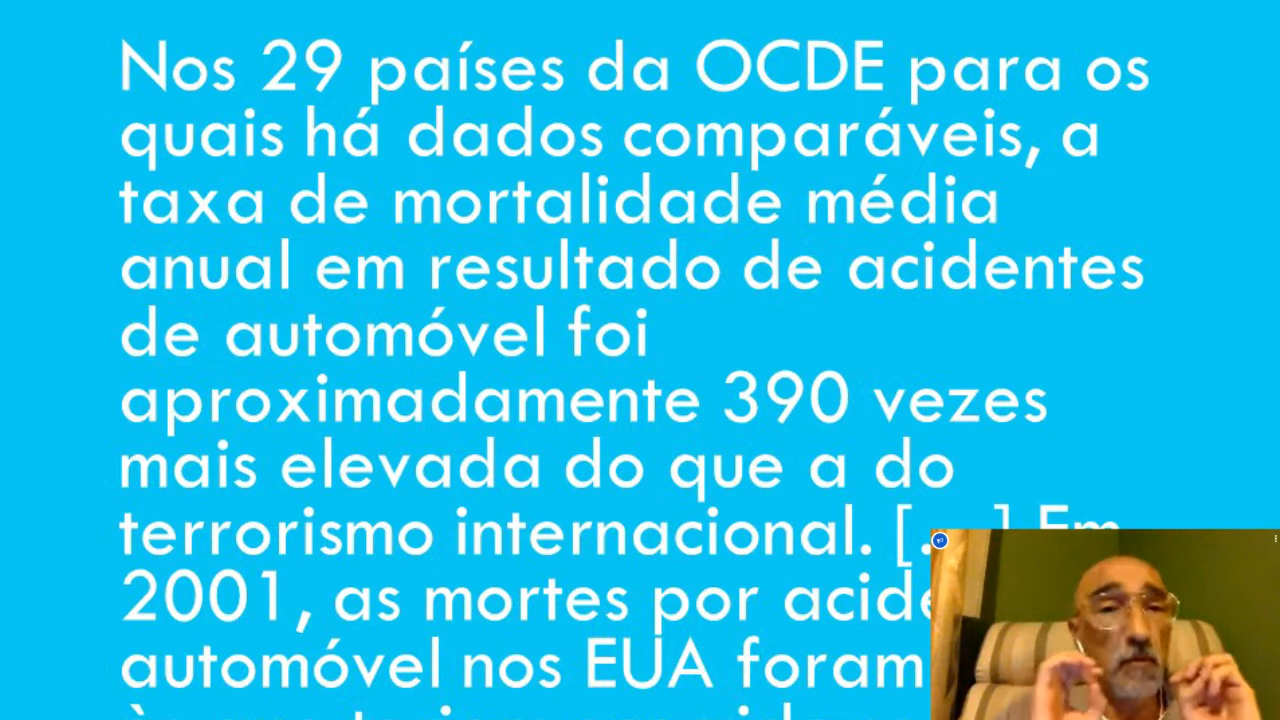 Nos 29 países da OCDE para os
quais há dados comparáveis, a
taxa de mortalidade média
anual em resultado de acidentes
de automóvel foi
aproximadamente 390 vezes
mais elevada do que a do
terrorismo internacional. [...] Em
2001, as mortes por
automóvel nos EUA foram